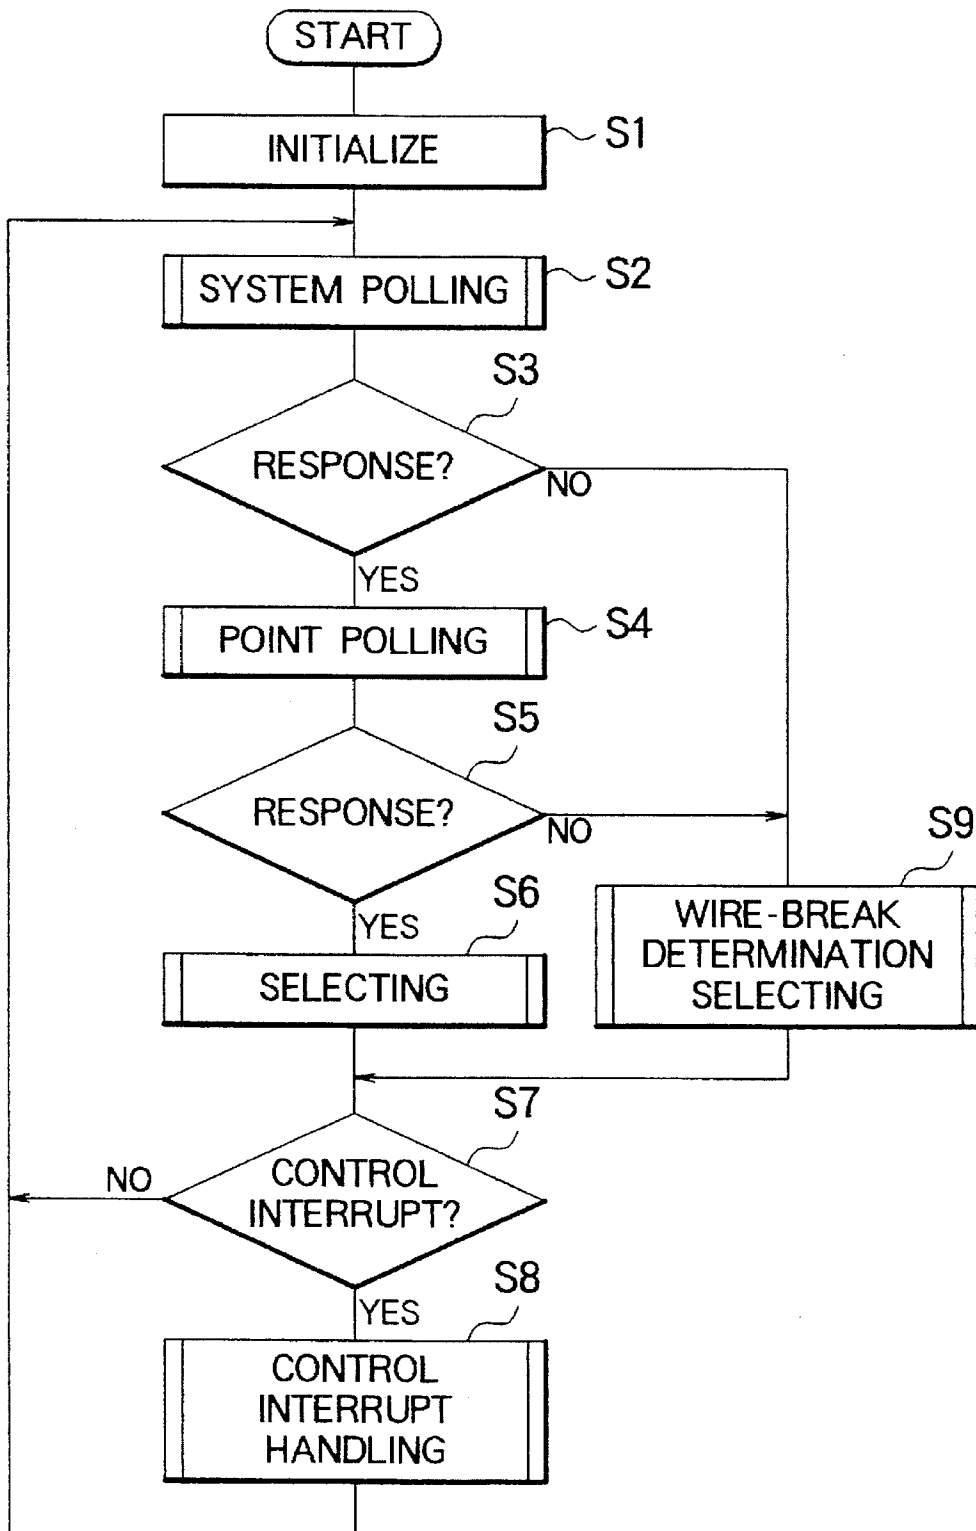 START
INITIALIZE
S1
SYSTEM POLLING
S2
S3
RESPONSE?
NO
YES
POINT POLLING
S4
S5
RESPONSE?
NO
YES
S6
SELECTING
S9
WIRE-BREAK
DETERMINATION
SELECTING
S7
CONTROL
INTERRUPT?
NO
YES
S8
CONTROL
INTERRUPT
HANDLING